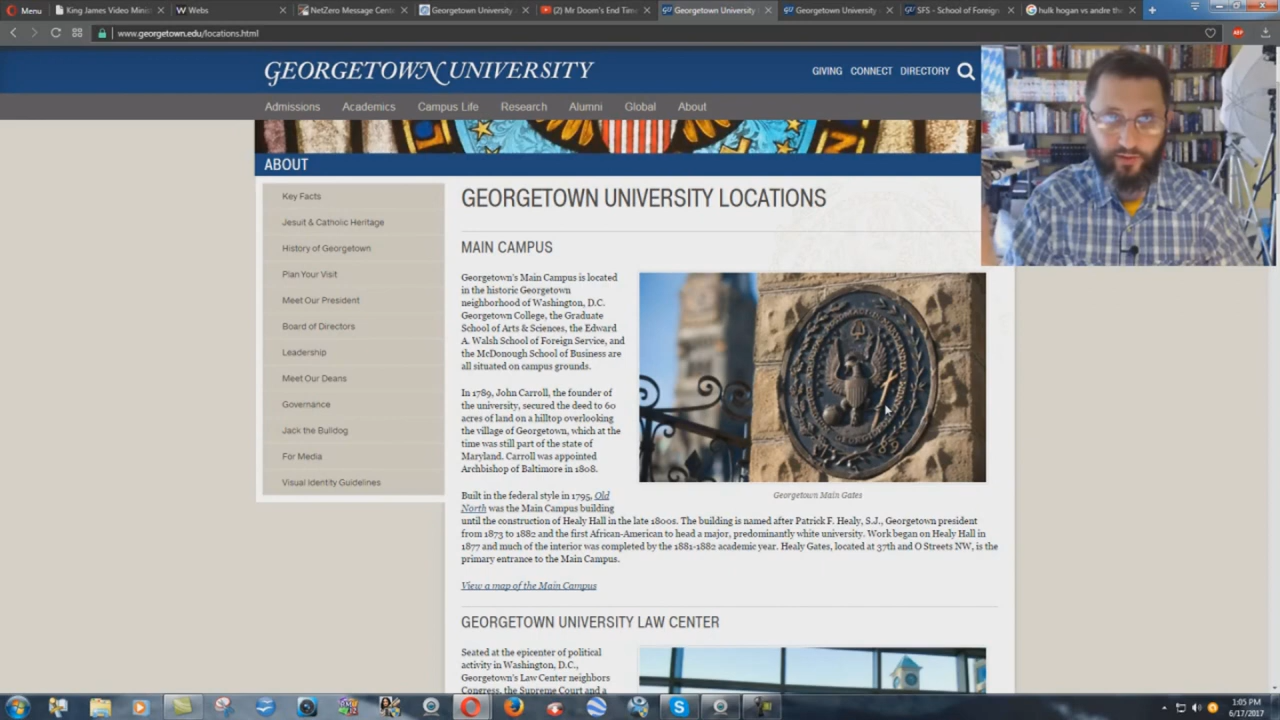 Menu
King James Video Minis
Webs
NetZero Message Cente
Georgetown University
(2) Mr Doom's End Time
Georgetown University
Georgetown University
SFS - School of Foreign
hulk hogan vs andre the
www.georgetown.edu/locations.html
ABP
GEORGETOWN UNIVERSITY
GIVING CONNECT DIRECTORY
Admissions Academics Campus Life Research Alumni Global About
ABOUT
Key Facts
Jesuit & Catholic Heritage
History of Georgetown
Plan Your Visit
Meet Our President
Board of Directors
Leadership
Meet Our Deans
Governance
Jack the Bulldog
For Media
Visual Identity Guidelines
GEORGETOWN UNIVERSITY LOCATIONS
MAIN CAMPUS
Georgetown's Main Campus is located
in the historic Georgetown
neighborhood of Washington, D.C.
Georgetown College, the Graduate
School of Arts & Sciences, the Edward
A. Walsh School of Foreign Service, and
the McDonough School of Business are
all situated on campus grounds.
In 1789, John Carroll, the founder of
the university, secured the deed to 60
acres of land on a hilltop overlooking
the village of Georgetown, which at the
time was still part of the state of
Maryland. Carroll was appointed
Archbishop of Baltimore in 1808.
Georgetown Main Gates
Built in the federal style in 1795, Old
North was the Main Campus building
until the construction of Healy Hall in the late 1800s. The building is named after Patrick F. Healy, S.J., Georgetown president
from 1873 to 1882 and the first African-American to head a major, predominantly white university. Work began on Healy Hall in
1877 and much of the interior was completed by the 1881-1882 academic year. Healy Gates, located at 37th and O Streets NW, is the
primary entrance to the Main Campus.
View a map of the Main Campus
GEORGETOWN UNIVERSITY LAW CENTER
Seated at the epicenter of political
activity in Washington, D.C.,
Georgetown's Law Center neighbors
Congress, the Supreme Court and a
1:05 PM
6/17/2017